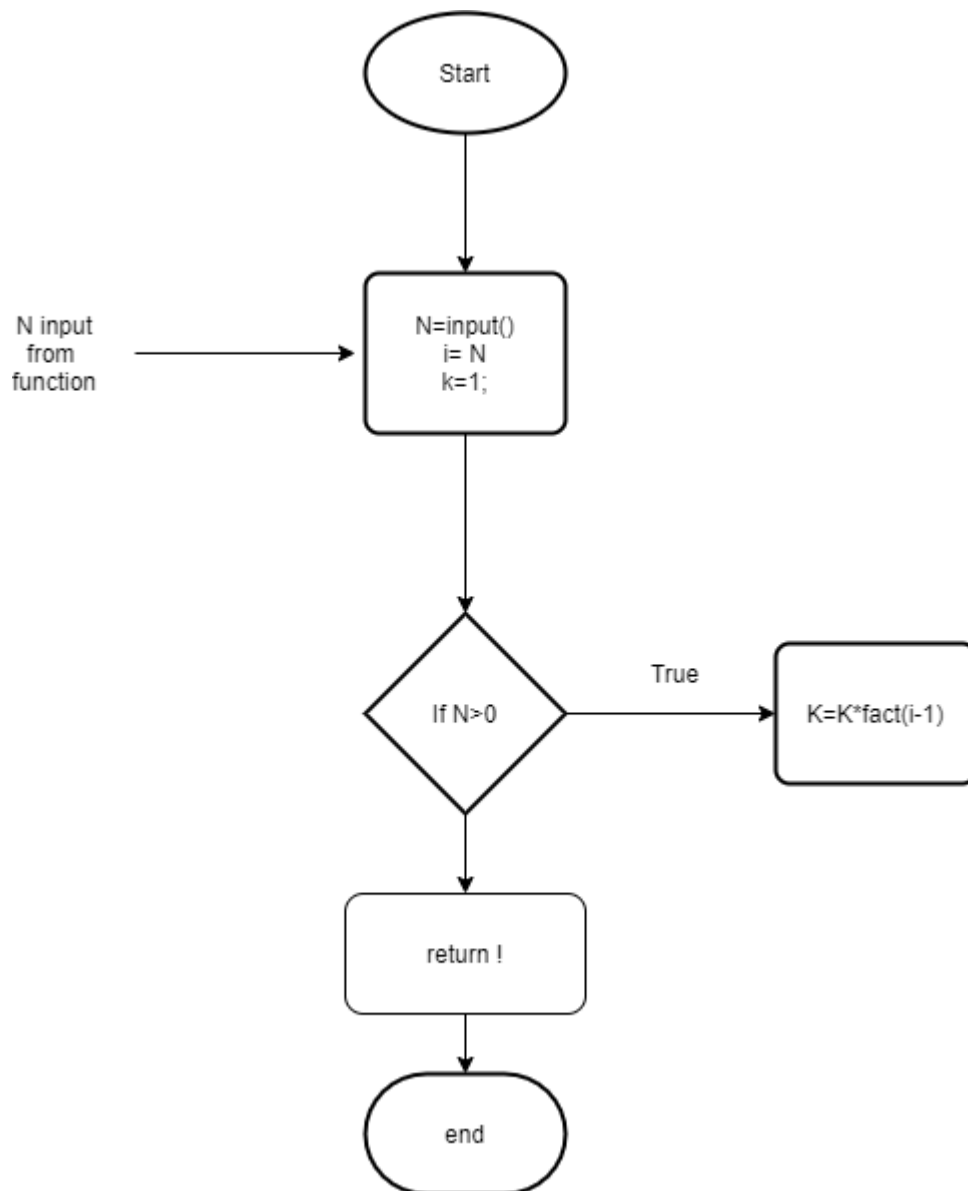 Start
N input
from
function
N=input()
i= N
k=1;
If N>0
True
K=K*fact(i-1)
return !
end